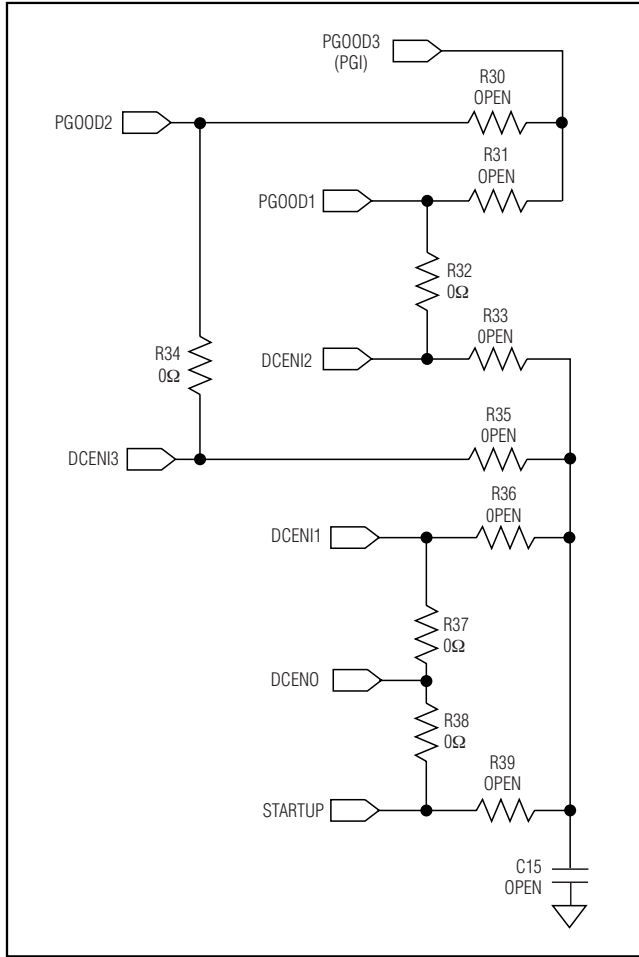 PGOOD3
(PGI)
R30
OPEN
PGOOD2
R31
OPEN
PGOOD1
R32
0Ω
R33
OPEN
R34
0Ω
DCENI2
R35
OPEN
DCENI3
R36
OPEN
DCENI1
R37
0Ω
DCENO
R38
0Ω
R39
OPEN
STARTUP
C15
OPEN